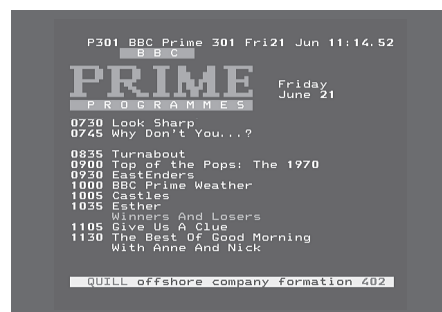 P301 BBC Prime 301 Fri21 Jun 11:14.52
BBC
PRIME
PROGRAMMES
Friday
June 21
0730 Look Sharp
0745 Why Don't You...?
0835 Turnabout
0900 Top of the Pops: The 1970
0930 EastEnders
1000 BBC Prime Weather
1005 Castles
1035 Esther
Winners And Losers
1105 Give Us A Clue
1130 The Best Of Good Morning
With Anne And Nick
QUILL offshore company formation 402